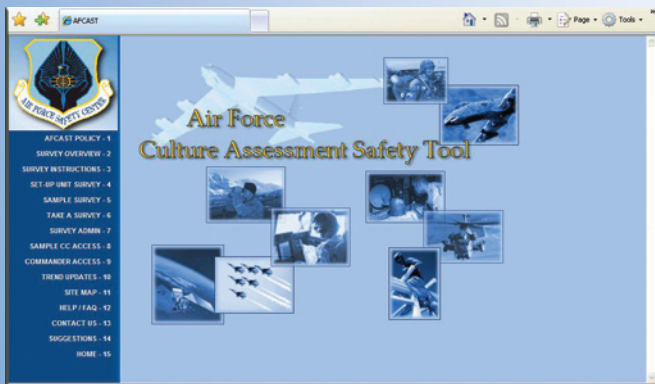 AFCAST
Page
Tools
AIR FORCE SAFETY CENTER
AFCAST POLICY - 1
SURVEY OVERVIEW - 2
SURVEY INSTRUCTIONS - 3
SET-UP UNIT SURVEY - 4
SAMPLE SURVEY - 5
TAKE A SURVEY - 6
SURVEY ADMIN - 7
SAMPLE CC ACCESS - 8
COMMANDER ACCESS - 9
TREND UPDATES - 10
SITE MAP - 11
HELP / FAQ - 12
CONTACT US - 13
SUGGESTIONS - 14
HOME - 15
Air Force
Culture Assessment Safety Tool